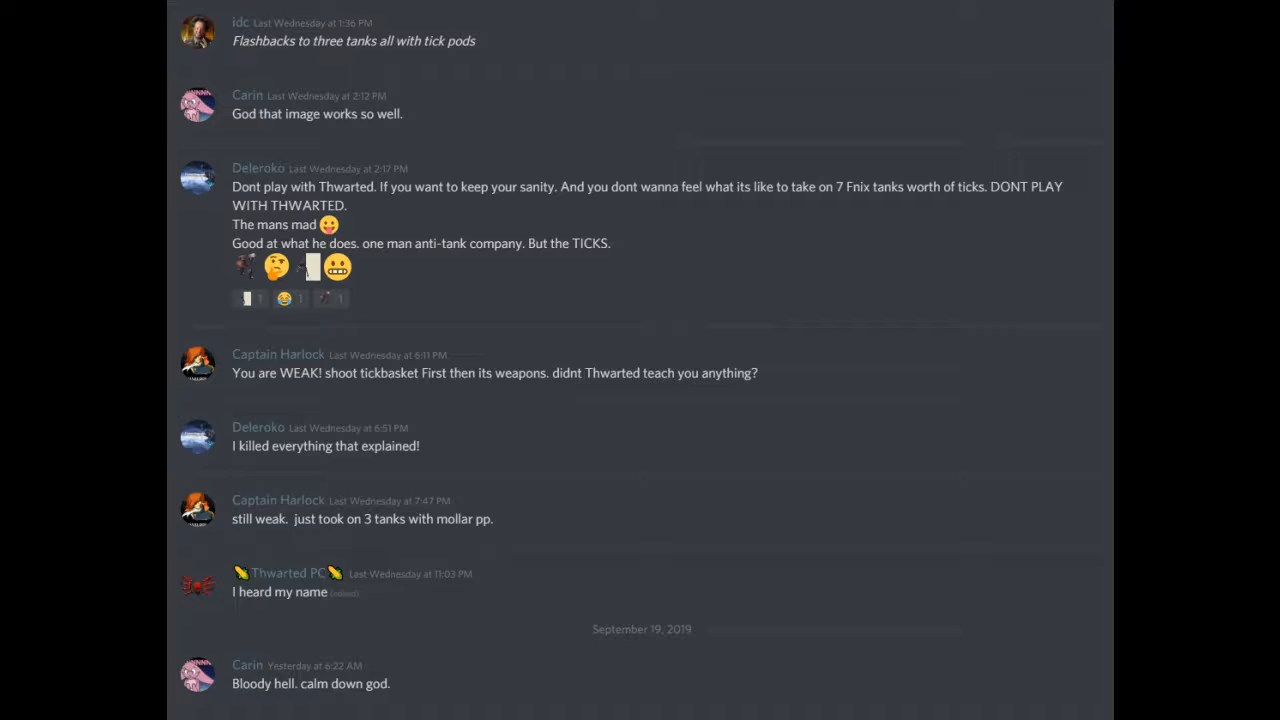 idc Last Wednesday at 1:36 PM
Flashbacks to three tanks all with tick pods
Carin Last Wednesday at 2:12 PM
God that image works so well.
Deleroko Last Wednesday at 2:17 PM
Dont play with Thwarted. If you want to keep your sanity. And you dont wanna feel what its like to take on 7 Fnix tanks worth of ticks. DONT PLAY
WITH THWARTED.
The mans mad 😛
Good at what he does. one man anti-tank company. But the TICKS.
🤔 😬
1 😂 1 1
Captain Harlock Last Wednesday at 6:11 PM
You are WEAK! shoot tickbasket First then its weapons. didnt Thwarted teach you anything?
Deleroko Last Wednesday at 6:51 PM
I killed everything that explained!
Captain Harlock Last Wednesday at 7:47 PM
still weak. just took on 3 tanks with mollar pp.
🌽Thwarted PC🌽 Last Wednesday at 11:03 PM
I heard my name (edited)
September 19, 2019
Carin Yesterday at 6:22 AM
Bloody hell. calm down god.